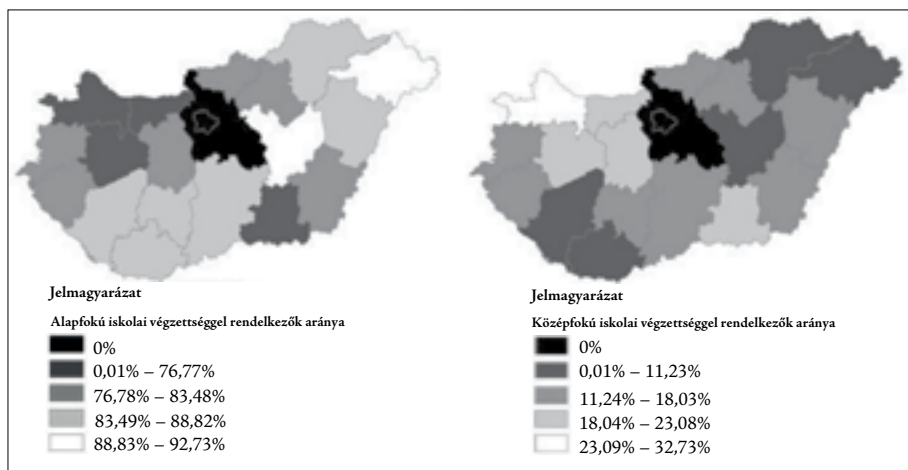 Jelmagyarázat
Alapfokú iskolai végzettséggel rendelkezők aránya
0%
0,01% – 76,77%
76,78% – 83,48%
83,49% – 88,82%
88,83% – 92,73%
Jelmagyarázat
Középfokú iskolai végzettséggel rendelkezők aránya
0%
0,01% – 11,23%
11,24% – 18,03%
18,04% – 23,08%
23,09% – 32,73%